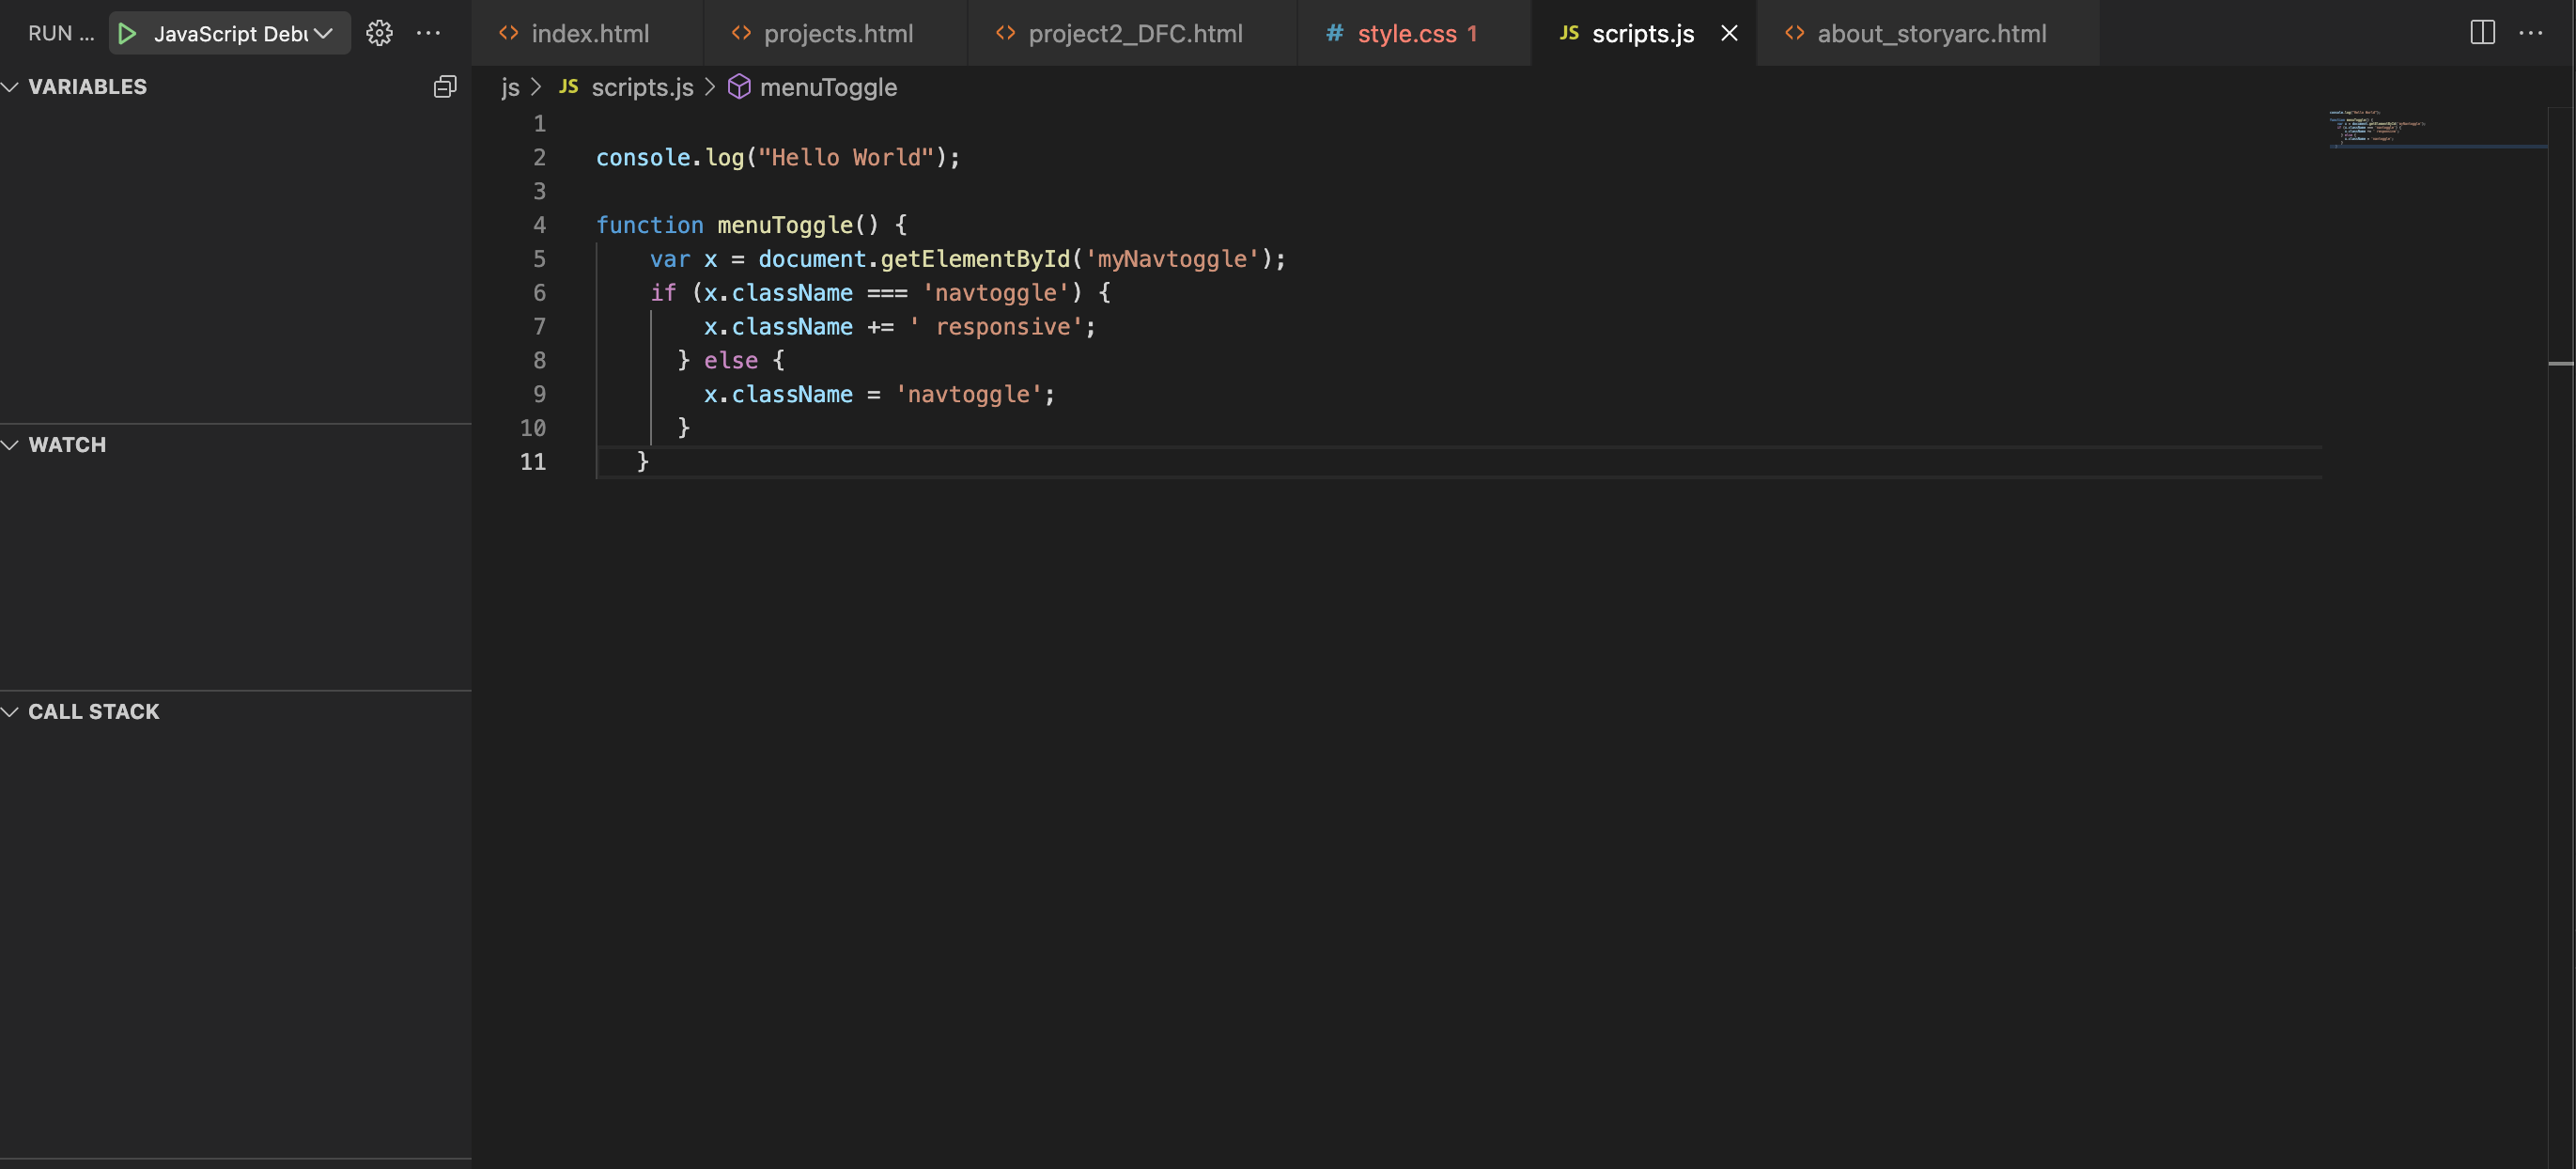 RUN ... JavaScript Debu
index.html projects.html project2_DFC.html # style.css 1 JS scripts.js about_storyarc.html
VARIABLES
js > JS scripts.js > menuToggle
1
2 console.log("Hello World");
3
4 function menuToggle() {
5 var x = document.getElementById('myNavtoggle');
6 if (x.className === 'navtoggle') {
7 x.className += ' responsive';
8 } else {
9 x.className = 'navtoggle';
10 }
11 }
WATCH
CALL STACK